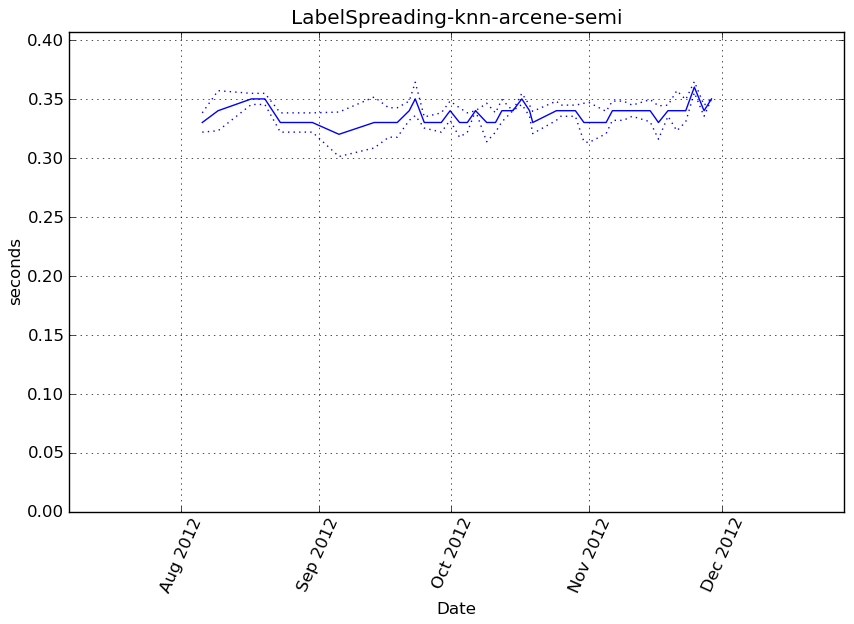 LabelSpreading-knn-arcene-semi
0.40
0.35
0.30
0.25
0.20
0.15
0.10
0.05
0.00
seconds
Aug 2012
Sep 2012
Oct 2012
Nov 2012
Dec 2012
Date